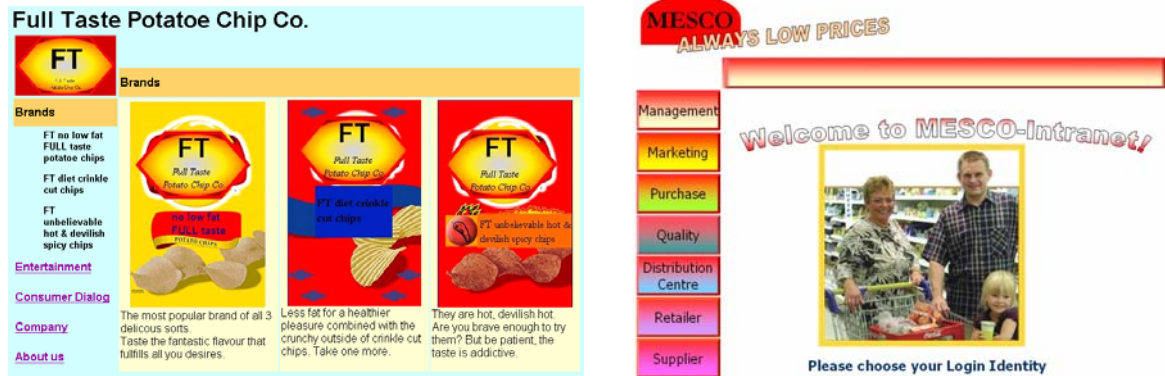 Full Taste Potatoe Chip Co.
FT
Brands
Brands
FT no low fat
FULL taste
potatoe chips
FT diet crinkle
cut chips
FT
unbelievable
hot & devilish
spicy chips
Entertainment
Consumer Dialog
Company
About us
FT
Full Taste
Potato Chip Co.
no low fat
FULL taste
POTATO CHIPS
The most popular brand of all 3
delicous sorts.
Taste the fantastic flavour that
fulfills all you desires.
FT
Full Taste
Potato Chip Co.
FT diet crinkle
cut chips
Less fat for a healthier
pleasure combined with the
crunchy outside of crinkle cut
chips. Take one more.
FT
Full Taste
Potato Chip Co.
FT unbelievable hot &
devilish spicy chips
They are hot, devilish hot.
Are you brave enough to try
them? But be patient, the
taste is addictive.
MESCO
ALWAYS LOW PRICES
Management
Marketing
Purchase
Quality
Distribution
Centre
Retailer
Supplier
Welcome to MESCO-Intranet!
Please choose your Login Identity